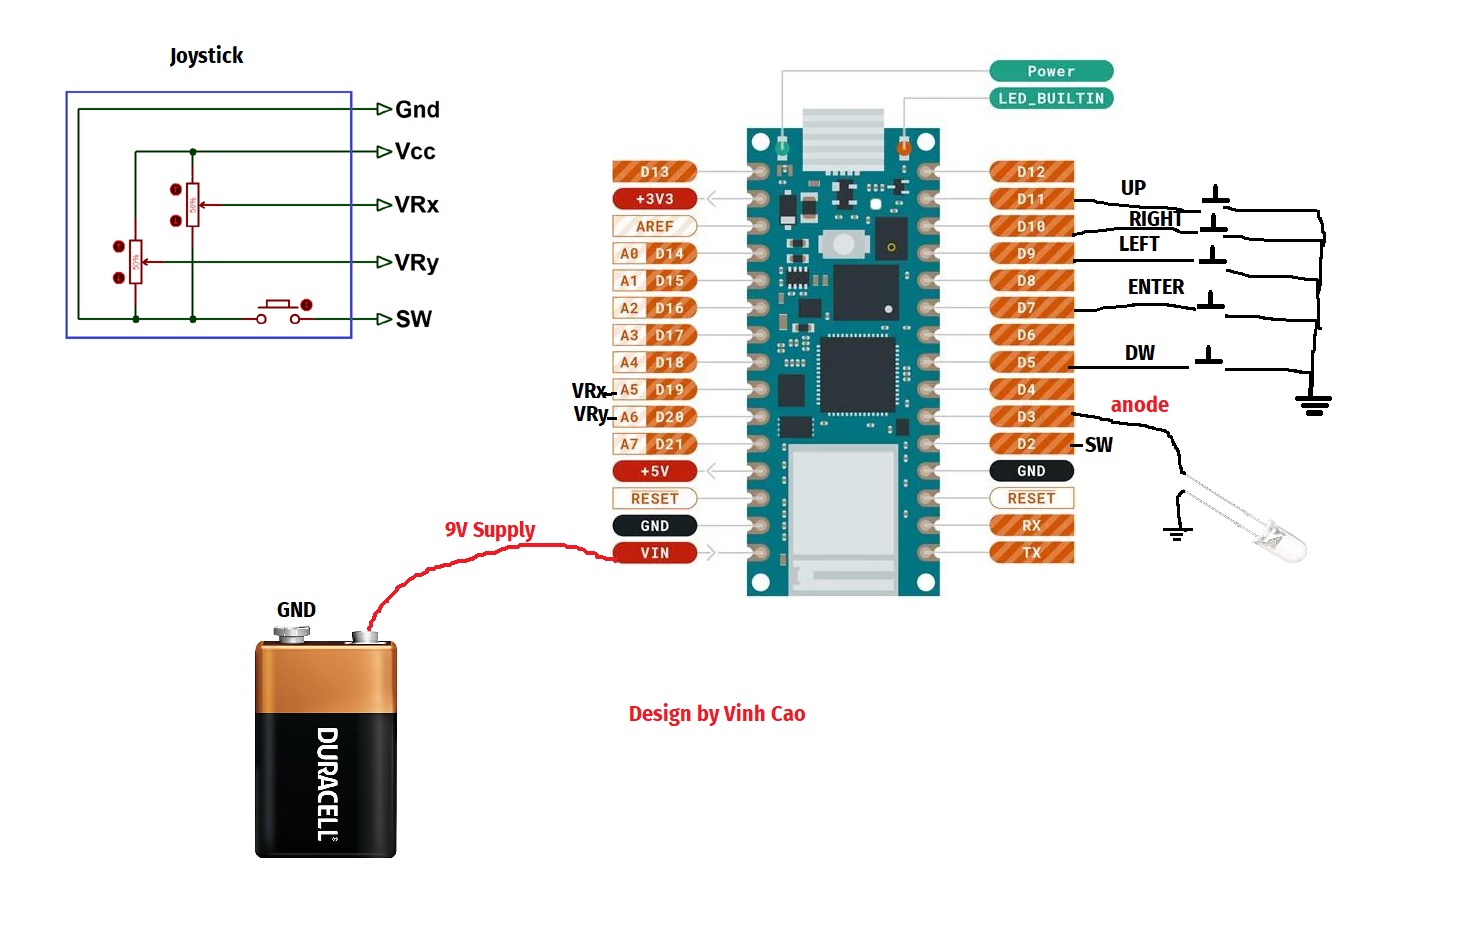 Joystick
Gnd
Vcc
VRx
VRy
SW
50%
50%
Power
LED_BUILTIN
D13
+3V3
AREF
A0 D14
A1 D15
A2 D16
A3 D17
A4 D18
VRx A5 D19
VRy A6 D20
A7 D21
+5V
RESET
GND
VIN
D12
D11
D10
D9
D8
D7
D6
D5
D4
D3
D2
GND
RESET
RX
TX
UP
RIGHT
LEFT
ENTER
DW
anode
SW
9V Supply
GND
DURACELL®
Design by Vinh Cao